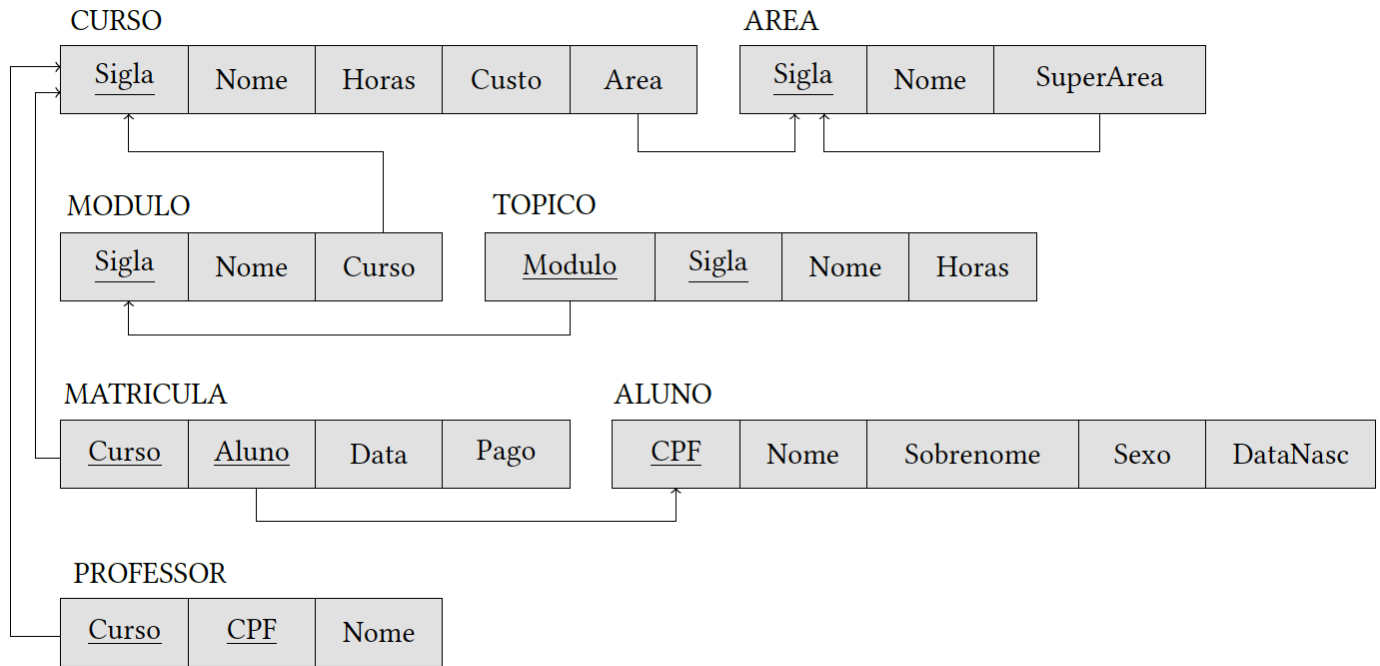 CURSO AREA
Sigla Nome Horas Custo Area Sigla Nome SuperArea
MODULO TOPICO
Sigla Nome Curso Modulo Sigla Nome Horas
MATRICULA ALUNO
Curso Aluno Data Pago CPF Nome Sobrenome Sexo DataNasc
PROFESSOR
Curso CPF Nome